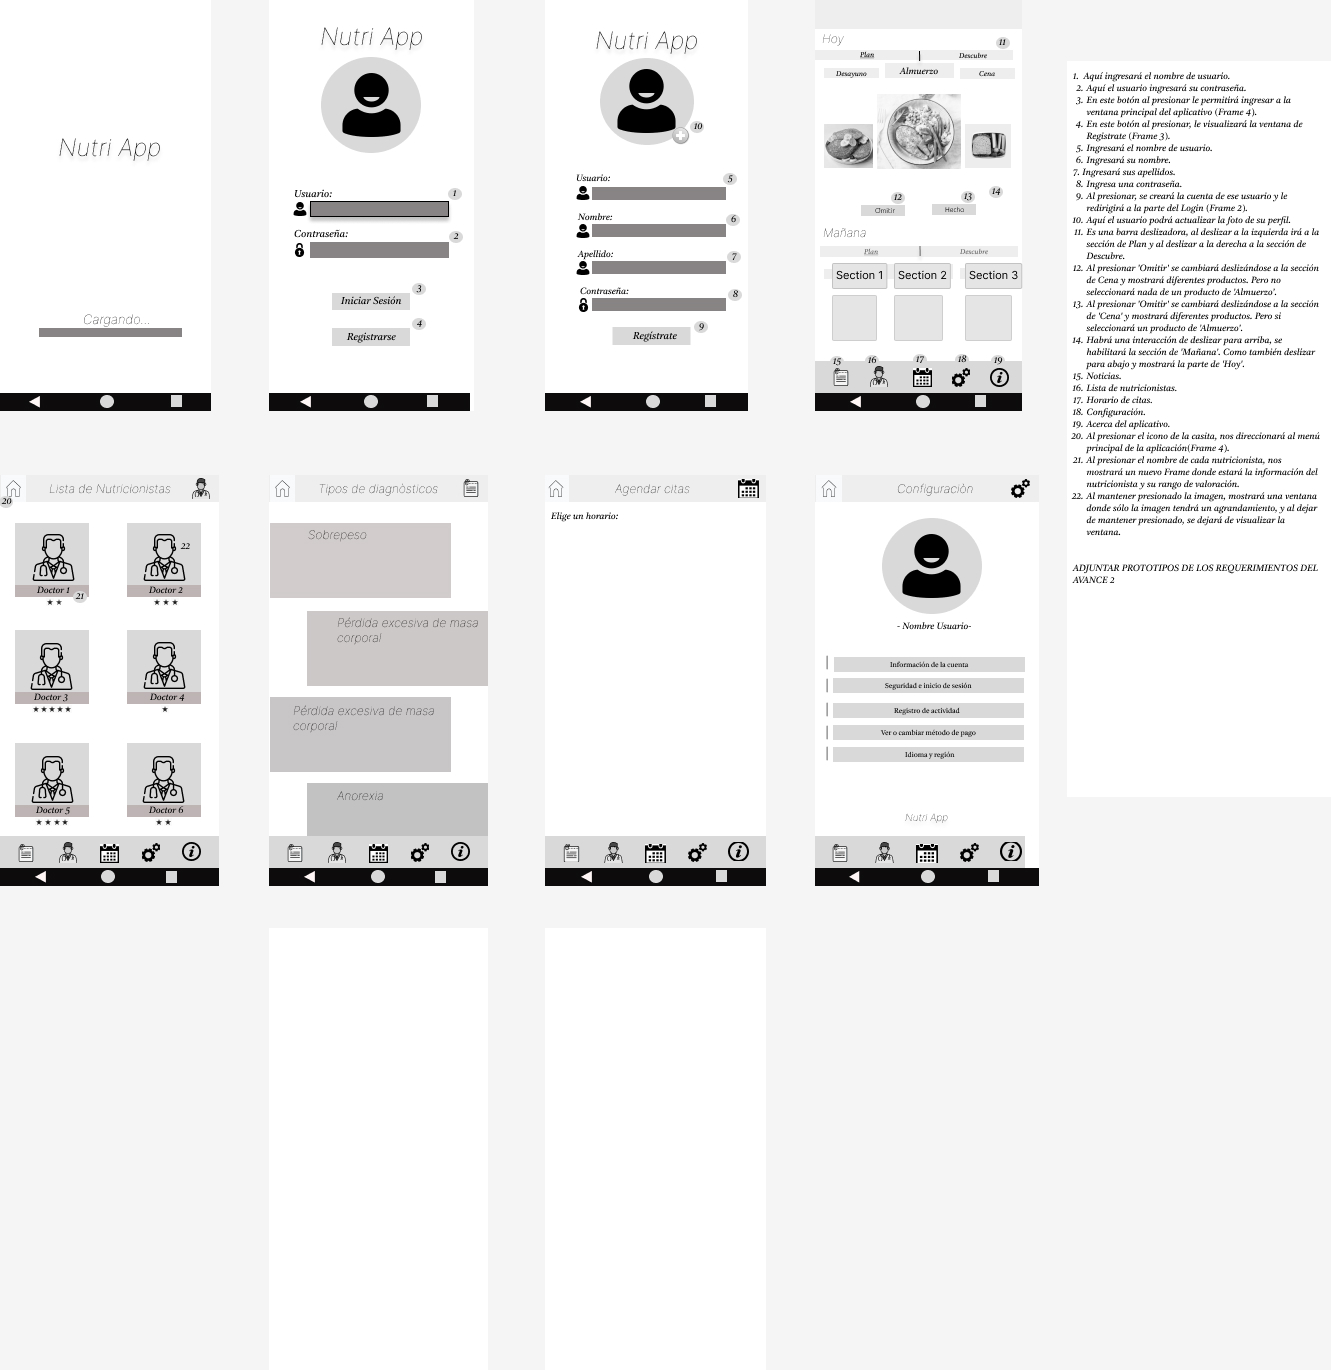 Nutri App
Cargando...
Nutri App
Usuario:
1
Contraseña:
2
3
Iniciar Sesión
4
Registrarse
Nutri App
10
Usuario:
5
Nombre:
6
Apellido:
7
Contraseña:
8
9
Regístrate
Hoy
11
Plan
Descubre
Desayuno
Almuerzo
Cena
12
13
14
Omitir
Hecho
Mañana
Plan
Descubre
Section 1
Section 2
Section 3
15
16
17
18
19
1. Aquí ingresará el nombre de usuario.
2. Aquí el usuario ingresará su contraseña.
3. En este botón al presionar le permitirá ingresar a la
ventana principal del aplicativo (Frame 4).
4. En este botón al presionar, le visualizará la ventana de
Registrate (Frame 3).
5. Ingresará el nombre de usuario.
6. Ingresará su nombre.
7. Ingresará sus apellidos.
8. Ingresa una contraseña.
9. Al presionar, se creará la cuenta de ese usuario y le
redirigirá a la parte del Login (Frame 2).
10. Aquí el usuario podrá actualizar la foto de su perfil.
11. Es una barra deslizadora, al deslizar a la izquierda irá a la
sección de Plan y al deslizar a la derecha a la sección de
Descubre.
12. Al presionar 'Omitir' se cambiará deslizándose a la sección
de Cena y mostrará diferentes productos. Pero no
seleccionará nada de un producto de 'Almuerzo'.
13. Al presionar 'Omitir' se cambiará deslizándose a la sección
de 'Cena' y mostrará diferentes productos. Pero si
seleccionará un producto de 'Almuerzo'.
14. Habrá una interacción de deslizar para arriba, se
habilitará la sección de 'Mañana'. Como también deslizar
para abajo y mostrará la parte de 'Hoy'.
15. Noticias.
16. Lista de nutricionistas.
17. Horario de citas.
18. Configuración.
19. Acerca del aplicativo.
20. Al presionar el icono de la casita, nos direccionará al menú
principal de la aplicación(Frame 4).
21. Al presionar el nombre de cada nutricionista, nos
mostrará un nuevo Frame donde estará la información del
nutricionista y su rango de valoración.
22. Al mantener presionado la imagen, mostrará una ventana
donde sólo la imagen tendrá un agrandamiento, y al dejar
de mantener presionado, se dejará de visualizar la
ventana.
ADJUNTAR PROTOTIPOS DE LOS REQUERIMIENTOS DEL
AVANCE 2
Lista de Nutricionistas
20
22
Doctor 1
21
Doctor 2
Doctor 3
Doctor 4
Doctor 5
Doctor 6
Tipos de diagnòsticos
Sobrepeso
Pérdida excesiva de masa
corporal
Pérdida excesiva de masa
corporal
Anorexia
Agendar citas
Elige un horario:
Configuraciòn
- Nombre Usuario-
Información de la cuenta
Seguridad e inicio de sesión
Registro de actividad
Ver o cambiar método de pago
Idioma y región
Nutri App